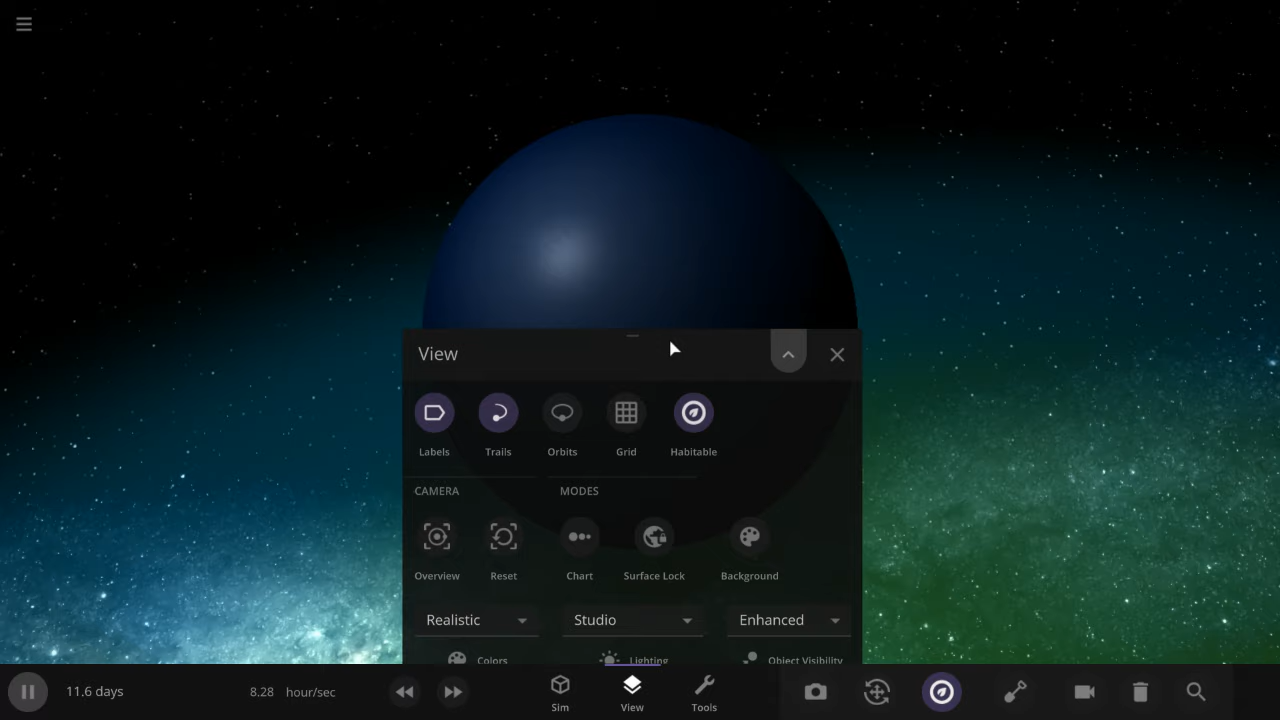 View
Labels Trails Orbits Grid Habitable
CAMERA MODES
Overview Reset Chart Surface Lock Background
Realistic Studio Enhanced
Colors Lighting Object Visibility
11.6 days 8.28 hour/sec
Sim View Tools